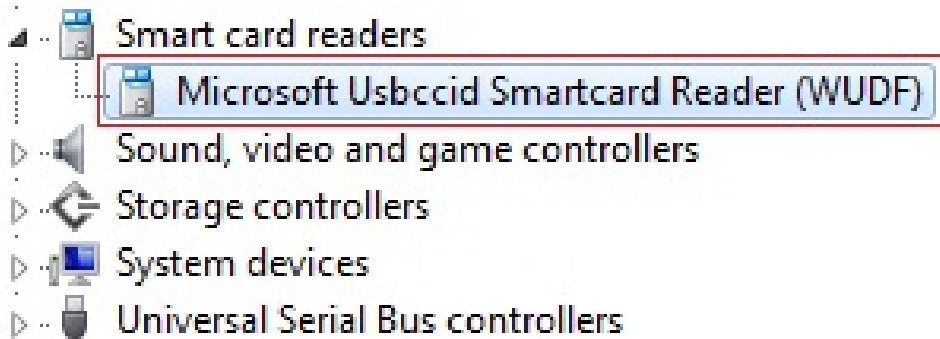 Smart card readers
Microsoft Usbccid Smartcard Reader (WUDF)
Sound, video and game controllers
Storage controllers
System devices
Universal Serial Bus controllers